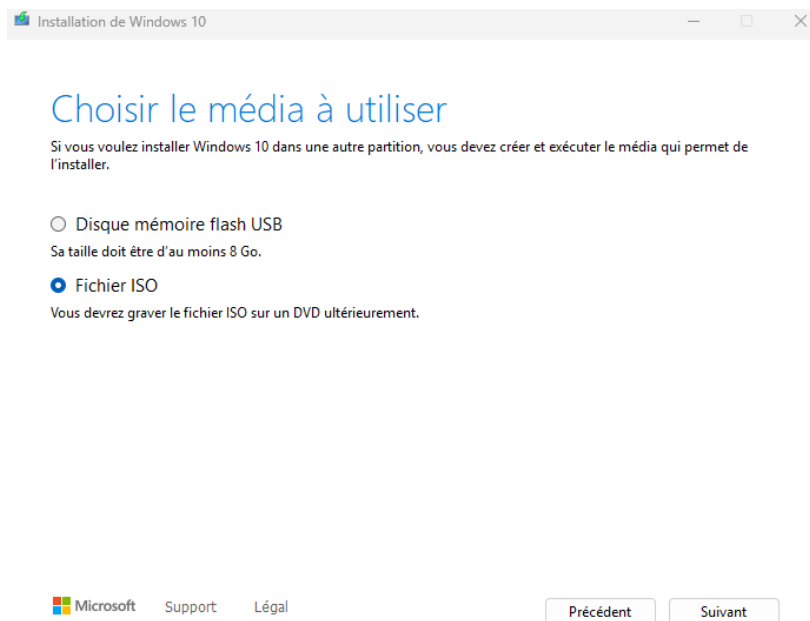 Installation de Windows 10
Choisir le média à utiliser
Si vous voulez installer Windows 10 dans une autre partition, vous devez créer et exécuter le média qui permet de
l'installer.
Disque mémoire flash USB
Sa taille doit être d'au moins 8 Go.
Fichier ISO
Vous devrez graver le fichier ISO sur un DVD ultérieurement.
Microsoft Support Légal Précédent Suivant